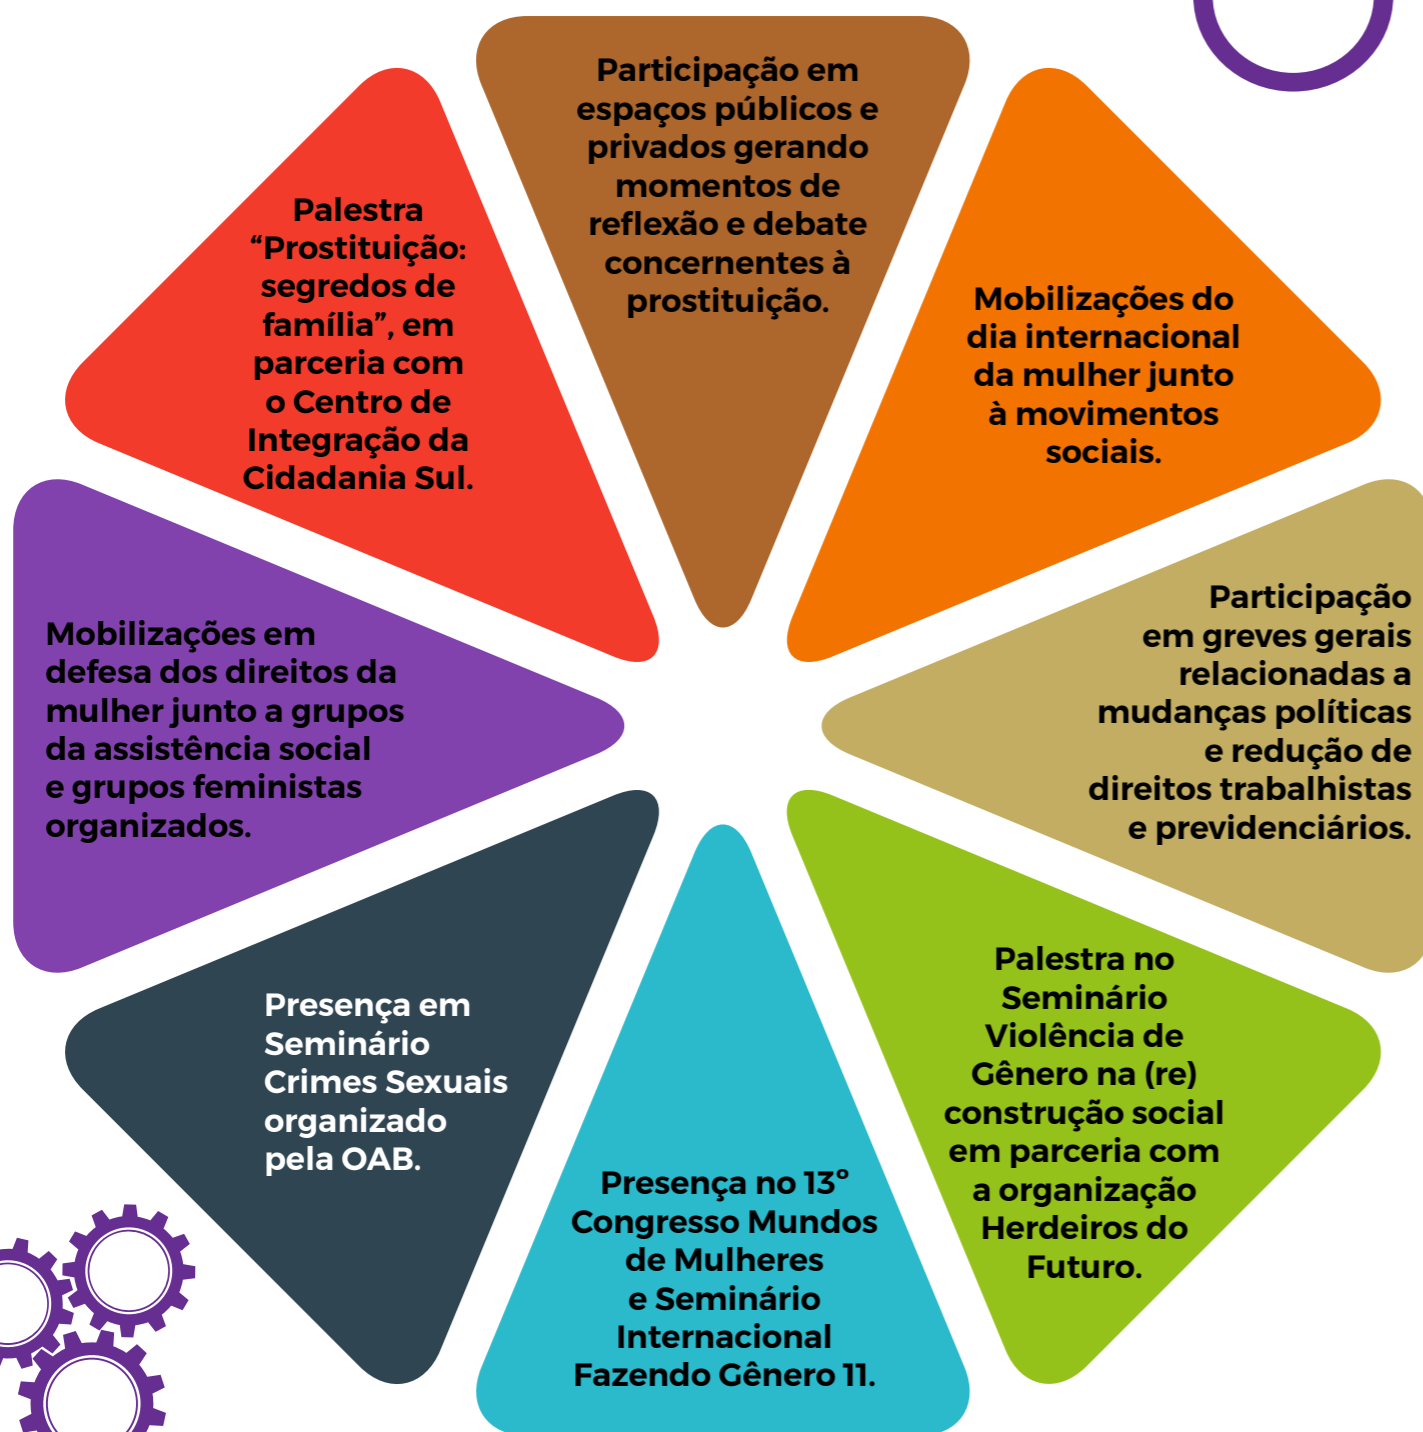 Participação em
espaços públicos e
privados gerando
momentos de
reflexão e debate
concernentes à
prostituição.
Mobilizações do
dia internacional
da mulher junto
à movimentos
sociais.
Participação
em greves gerais
relacionadas a
mudanças políticas
e redução de
direitos trabalhistas
e previdenciários.
Palestra no
Seminário
Violência de
Gênero na (re)
construção social
em parceria com
a organização
Herdeiros do
Futuro.
Presença no 13º
Congresso Mundos
de Mulheres
e Seminário
Internacional
Fazendo Gênero 11.
Presença em
Seminário
Crimes Sexuais
organizado
pela OAB.
Mobilizações em
defesa dos direitos da
mulher junto a grupos
da assistência social
e grupos feministas
organizados.
Palestra
“Prostituição:
segredos de
família”, em
parceria com
o Centro de
Integração da
Cidadania Sul.